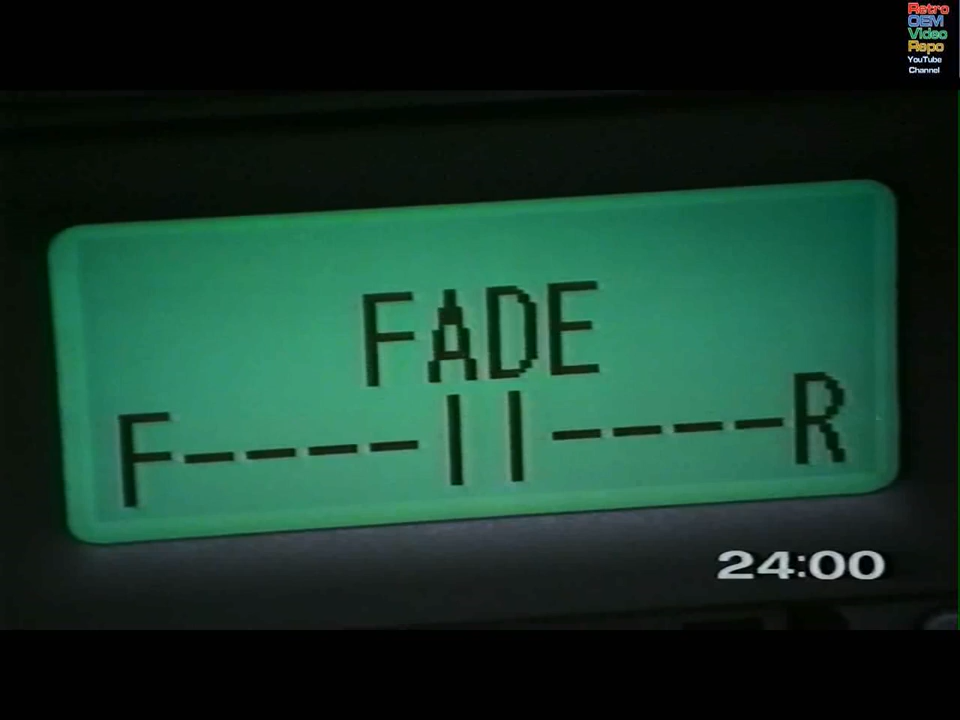 Retro
OEM
Video
Repo
YouTube
Channel
FADE
F----||----R
24:00